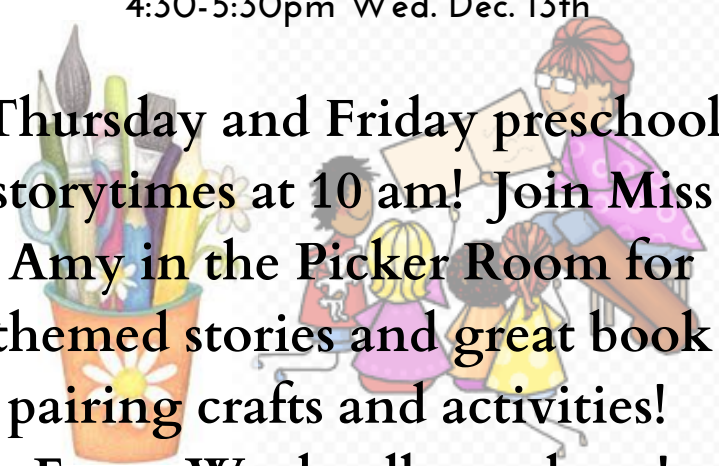 4:30-5:30pm Wed. Dec. 13th
Thursday and Friday preschool
storytimes at 10 am! Join Miss
Amy in the Picker Room for
themed stories and great book
pairing crafts and activities!